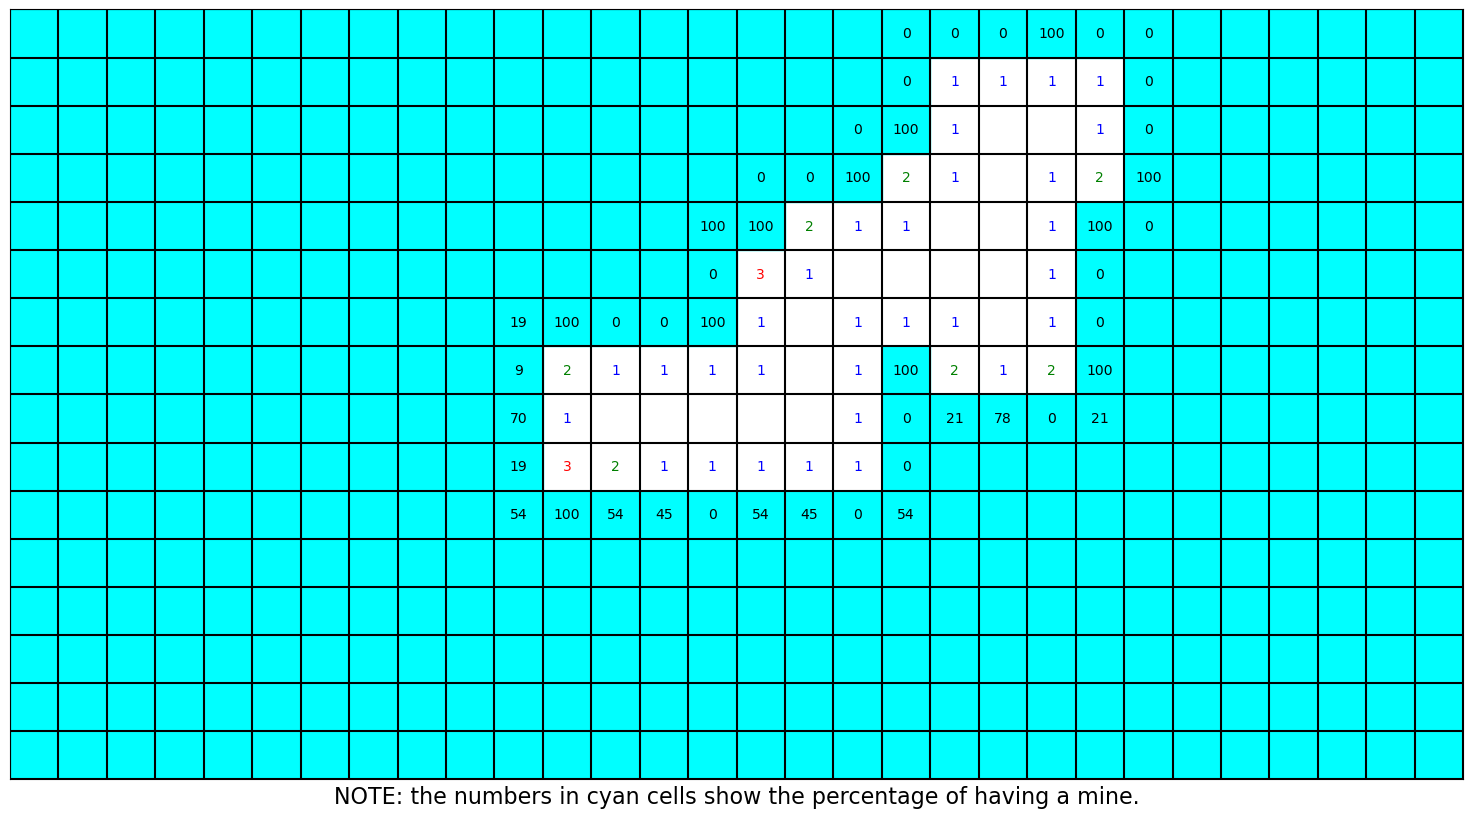 0 0 0 100 0 0
0 1 1 1 1 0
0 100 1 1 0
0 0 100 2 1 1 2 100
100 100 2 1 1 1 100 0
0 3 1 1 0
19 100 0 0 100 1 1 1 1 1 0
9 2 1 1 1 1 1 100 2 1 2 100
70 1 1 0 21 78 0 21
19 3 2 1 1 1 1 1 0
54 100 54 45 0 54 45 0 54
NOTE: the numbers in cyan cells show the percentage of having a mine.